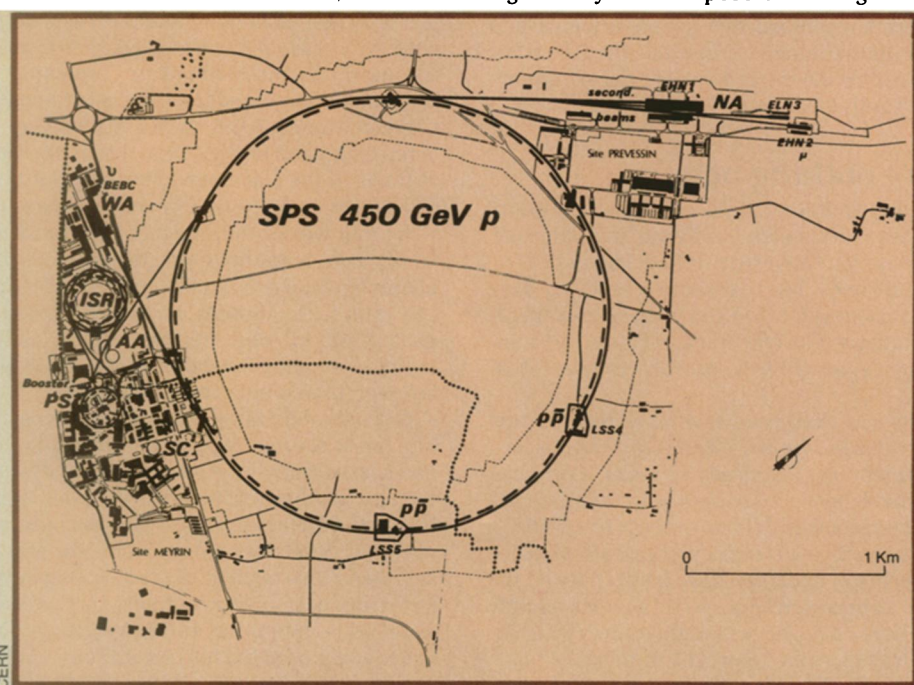 second.
EHN1
NA
ELN3
beams
EHN2
μ
Site PREVESSIN
BEBC
WA
SPS 450 GeV p
ISR
AA
Booster
PS
pp̄
LSS4
SC
pp̄
LSS5
Site MEYRIN
0 1 Km
CERN